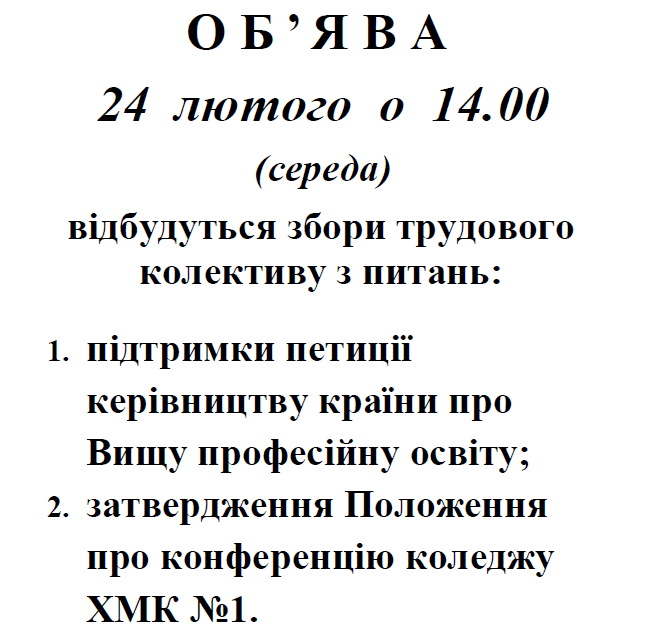 О Б ’ Я В А
24 лютого о 14.00
(середа)
відбудуться збори трудового
колективу з питань:
1. підтримки петиції
керівництву країни про
Вищу професійну освіту;
2. затвердження Положення
про конференцію коледжу
ХМК №1.